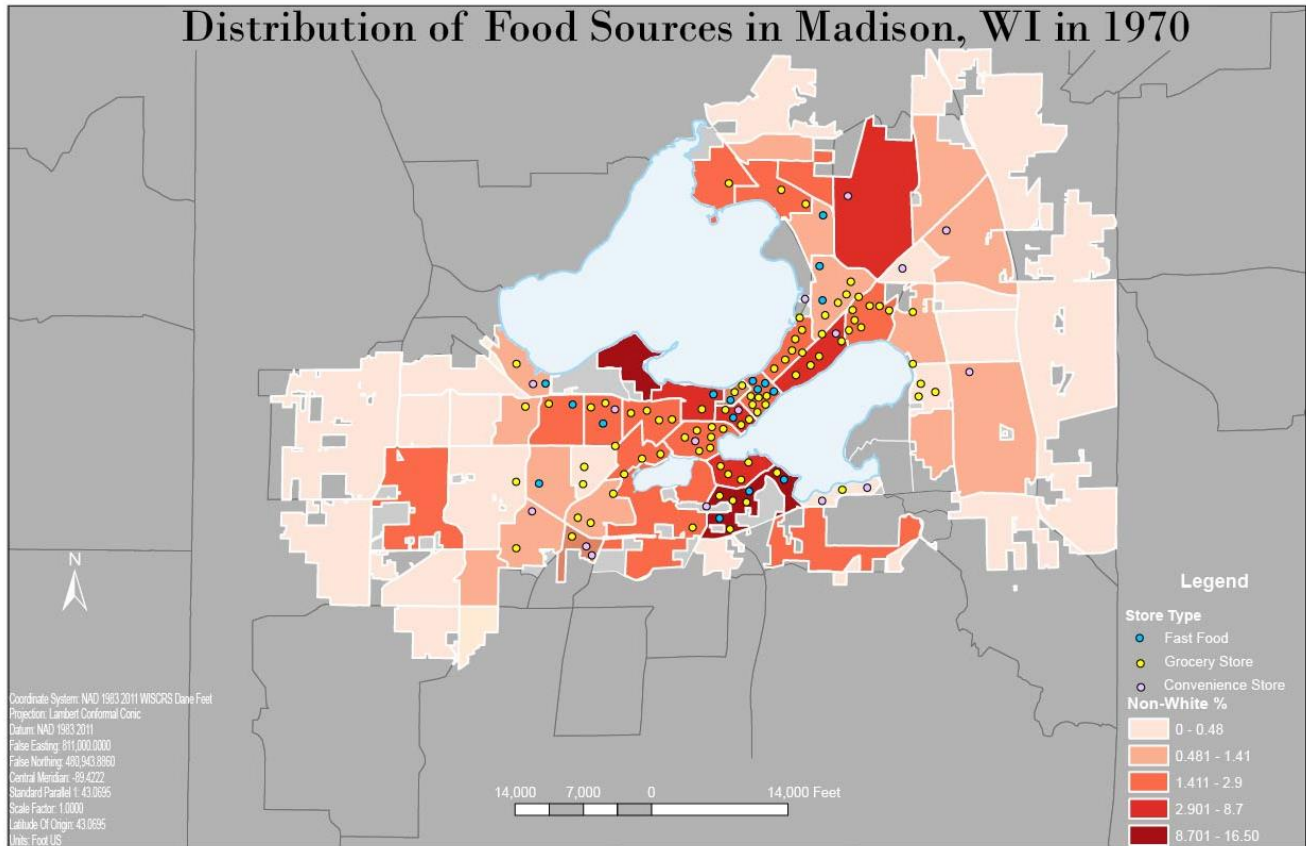 Distribution of Food Sources in Madison, WI in 1970
N
Legend
Store Type
Fast Food
Grocery Store
Convenience Store
Non-White %
0 - 0.48
0.481 - 1.41
1.411 - 2.9
2.901 - 8.7
8.701 - 16.50
Coordinate System: NAD 1983 2011 WISCRS Dane Feet
Projection: Lambert Conformal Conic
Datum: NAD 1983 2011
False Easting: 811,000.0000
False Northing: 480,943.8860
Central Meridian: -89.4222
Standard Parallel 1: 43.0695
Scale Factor: 1.0000
Latitude Of Origin: 43.0695
Units: Foot US
14,000 7,000 0 14,000 Feet